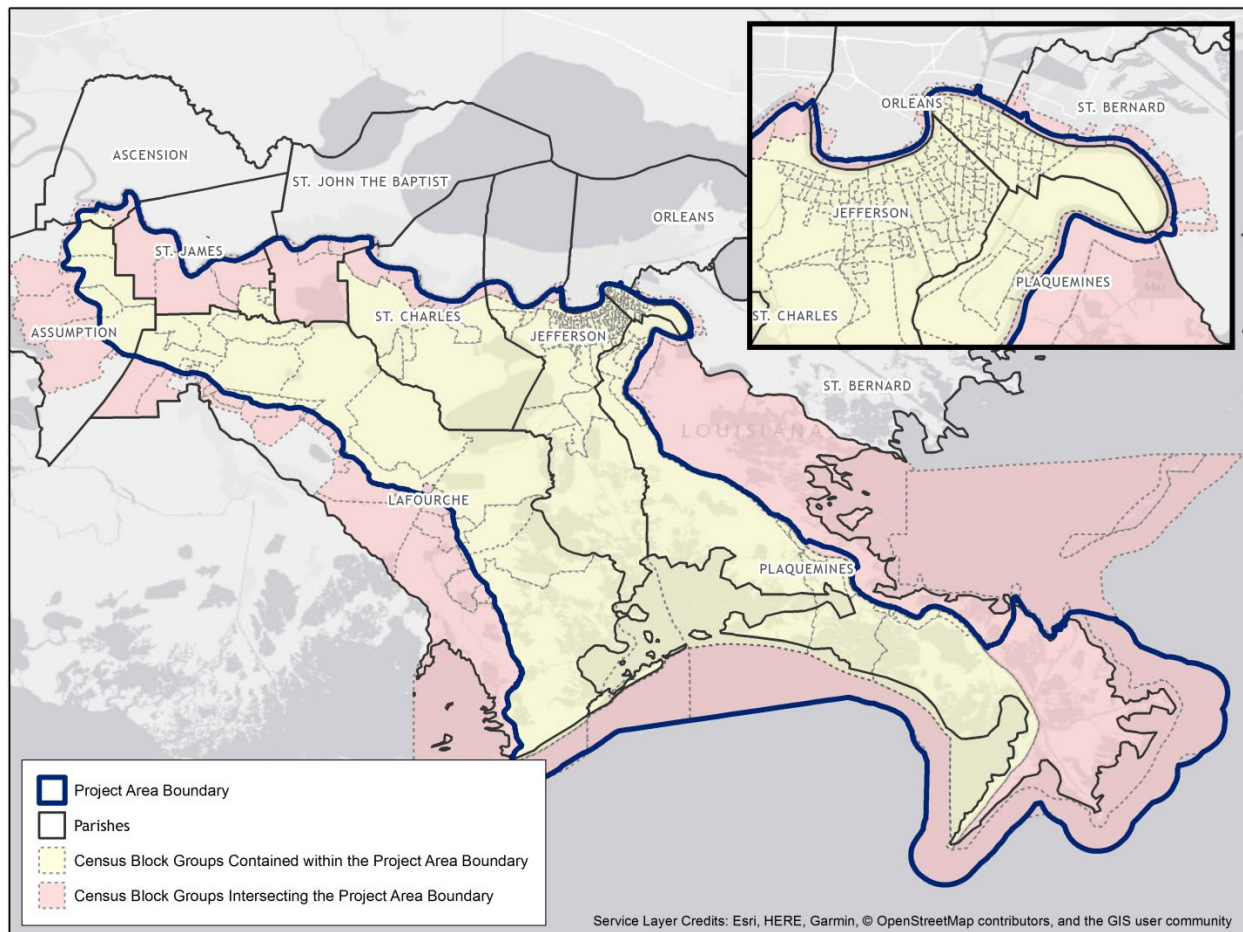 ASCENSION
ST. JOHN THE BAPTIST
ORLEANS
ST. JAMES
ASSUMPTION
ST. CHARLES
JEFFERSON
ST. BERNARD
LOUISIANA
LAFOURCHE
PLAQUEMINES
ORLEANS
ST. BERNARD
JEFFERSON
PLAQUEMINES
Big
Mar
ST. CHARLES
Project Area Boundary
Parishes
Census Block Groups Contained within the Project Area Boundary
Census Block Groups Intersecting the Project Area Boundary
Service Layer Credits: Esri, HERE, Garmin, © OpenStreetMap contributors, and the GIS user community